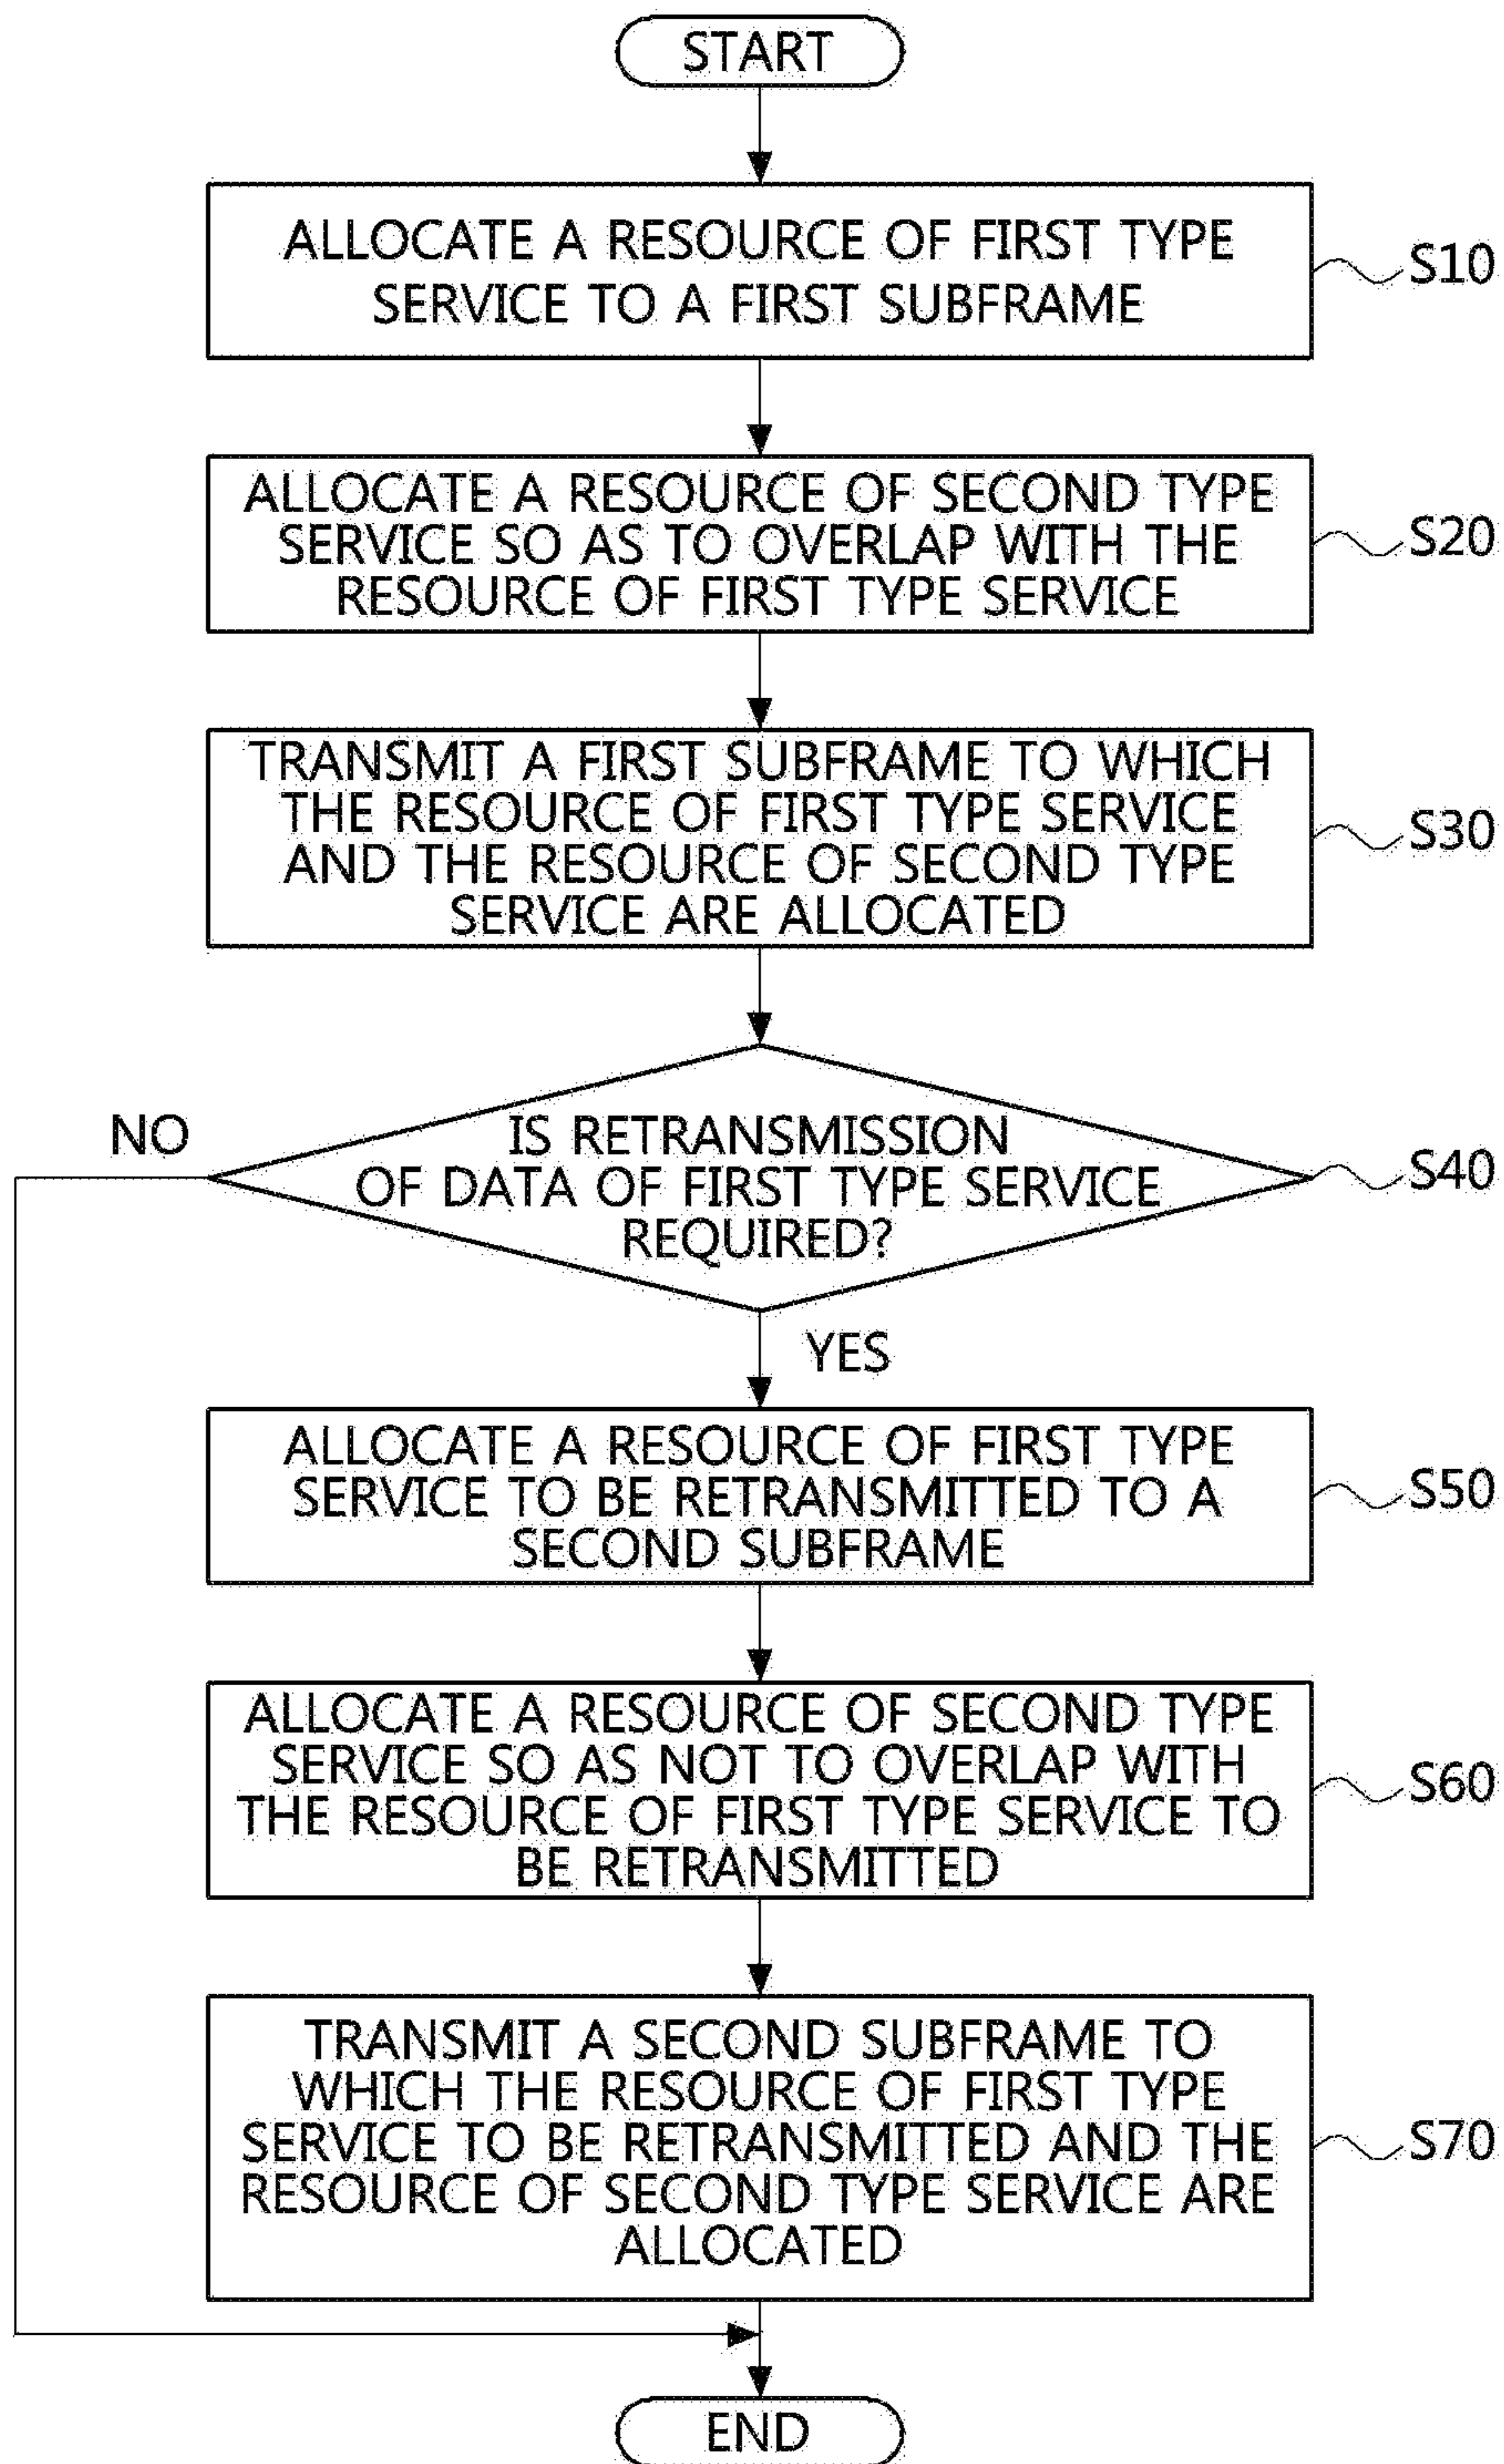 START
ALLOCATE A RESOURCE OF FIRST TYPE
SERVICE TO A FIRST SUBFRAME
S10
ALLOCATE A RESOURCE OF SECOND TYPE
SERVICE SO AS TO OVERLAP WITH THE
RESOURCE OF FIRST TYPE SERVICE
S20
TRANSMIT A FIRST SUBFRAME TO WHICH
THE RESOURCE OF FIRST TYPE SERVICE
AND THE RESOURCE OF SECOND TYPE
SERVICE ARE ALLOCATED
S30
NO
IS RETRANSMISSION
OF DATA OF FIRST TYPE SERVICE
REQUIRED?
S40
YES
ALLOCATE A RESOURCE OF FIRST TYPE
SERVICE TO BE RETRANSMITTED TO A
SECOND SUBFRAME
S50
ALLOCATE A RESOURCE OF SECOND TYPE
SERVICE SO AS NOT TO OVERLAP WITH
THE RESOURCE OF FIRST TYPE SERVICE TO
BE RETRANSMITTED
S60
TRANSMIT A SECOND SUBFRAME TO
WHICH THE RESOURCE OF FIRST TYPE
SERVICE TO BE RETRANSMITTED AND THE
RESOURCE OF SECOND TYPE SERVICE ARE
ALLOCATED
S70
END